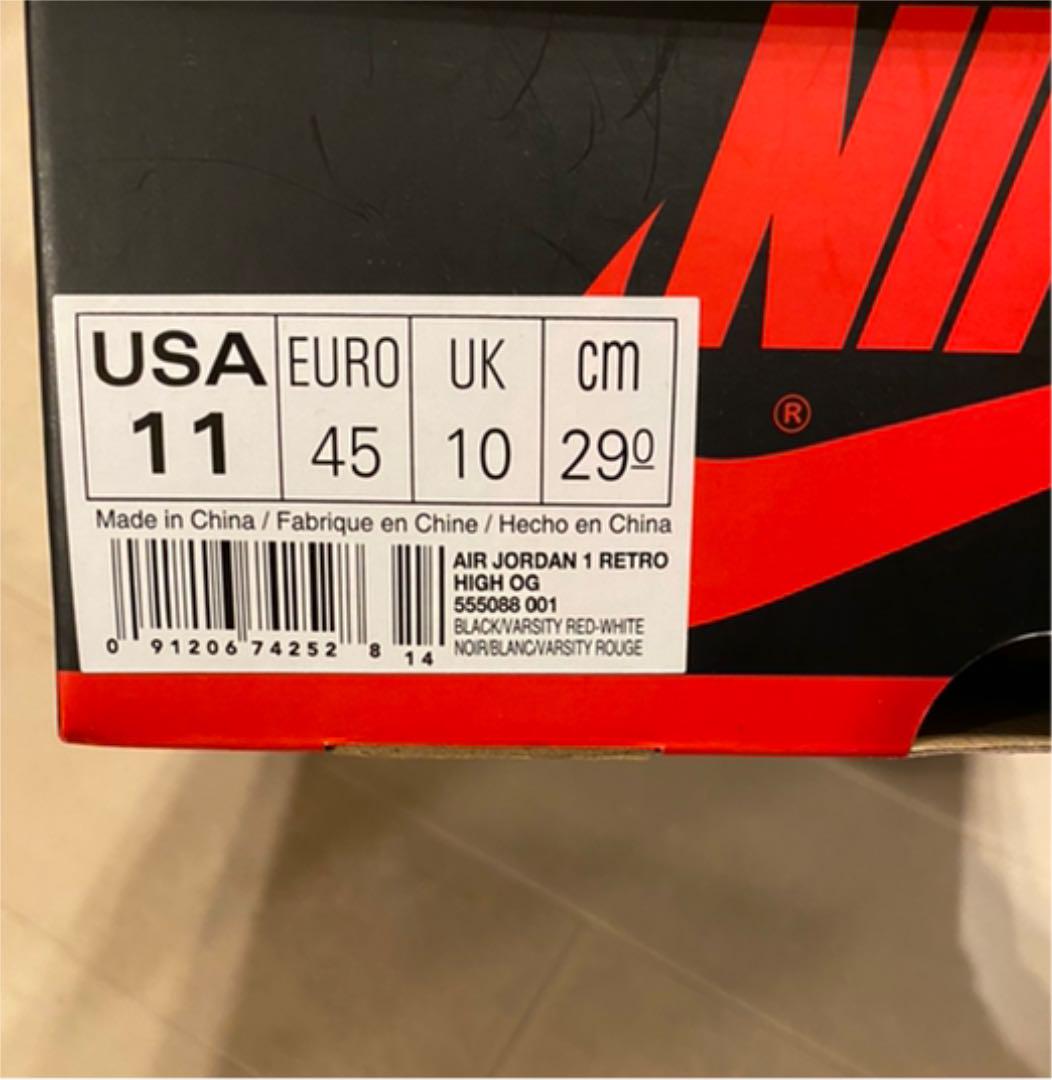 NI
®
USA EURO UK cm
11 45 10 290
Made in China / Fabrique en Chine / Hecho en China
AIR JORDAN 1 RETRO
HIGH OG
555088 001
BLACK/VARSITY RED-WHITE
NOIR/BLANC/VARSITY ROUGE
0 91206 74252 8 14